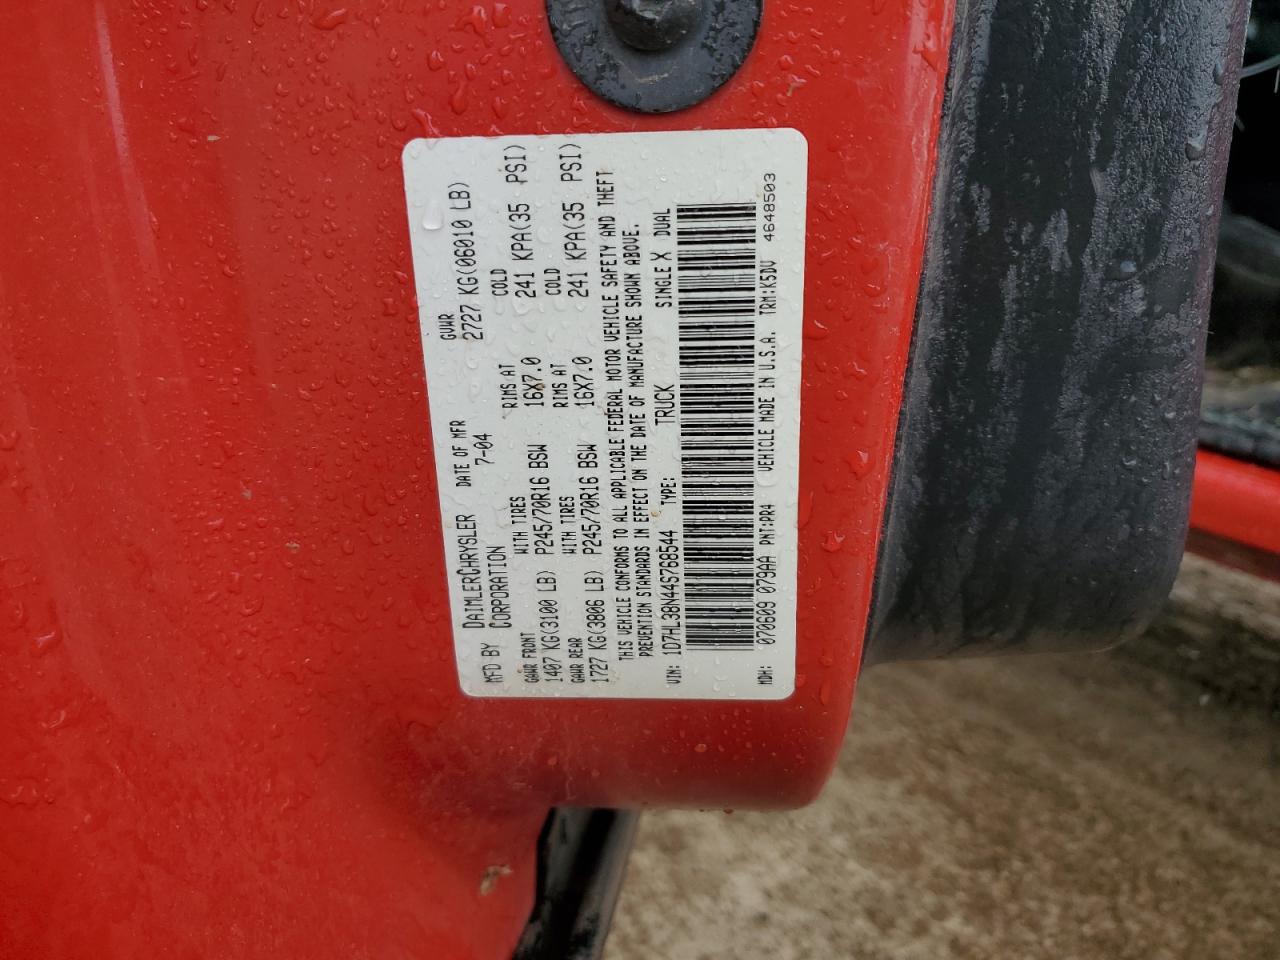 MFD BY DAIMLERCHRYSLER CORPORATION DATE OF MFR 7-04 GVWR 2727 KG(06010 LB)
GAWR FRONT WITH TIRES RIMS AT COLD
1407 KG(3100 LB) P245/70R16 BSW 16X7.0 241 KPA(35 PSI)
GAWR REAR WITH TIRES RIMS AT COLD
1727 KG(3806 LB) P245/70R16 BSW 16X7.0 241 KPA(35 PSI)
THIS VEHICLE CONFORMS TO ALL APPLICABLE FEDERAL MOTOR VEHICLE SAFETY AND THEFT
PREVENTION STANDARDS IN EFFECT ON THE DATE OF MANUFACTURE SHOWN ABOVE.
VIN: 1D7HL38N44S768544 TYPE: TRUCK SINGLE X DUAL
MDH: 070609 079AA PNT:PR4 VEHICLE MADE IN U.S.A. TRM:K5DV 4648503